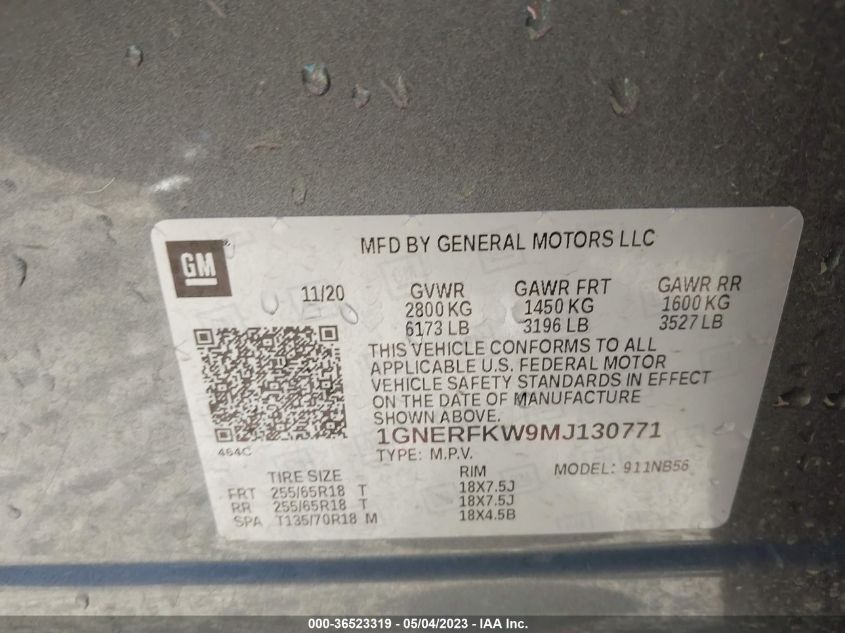 MFD BY GENERAL MOTORS LLC
GM
11/20 GVWR GAWR FRT GAWR RR
2800 KG 1450 KG 1600 KG
6173 LB 3196 LB 3527 LB
THIS VEHICLE CONFORMS TO ALL
APPLICABLE U.S. FEDERAL MOTOR
VEHICLE SAFETY STANDARDS IN EFFECT
ON THE DATE OF MANUFACTURE
SHOWN ABOVE.
1GNERFKW9MJ130771
464C
TYPE: M.P.V. MODEL: 911NB56
TIRE SIZE RIM
FRT 255/65R18 T 18X7.5J
RR 255/65R18 T 18X7.5J
SPA T135/70R18 M 18X4.5B
000-36523319 - 05/04/2023 - IAA Inc.